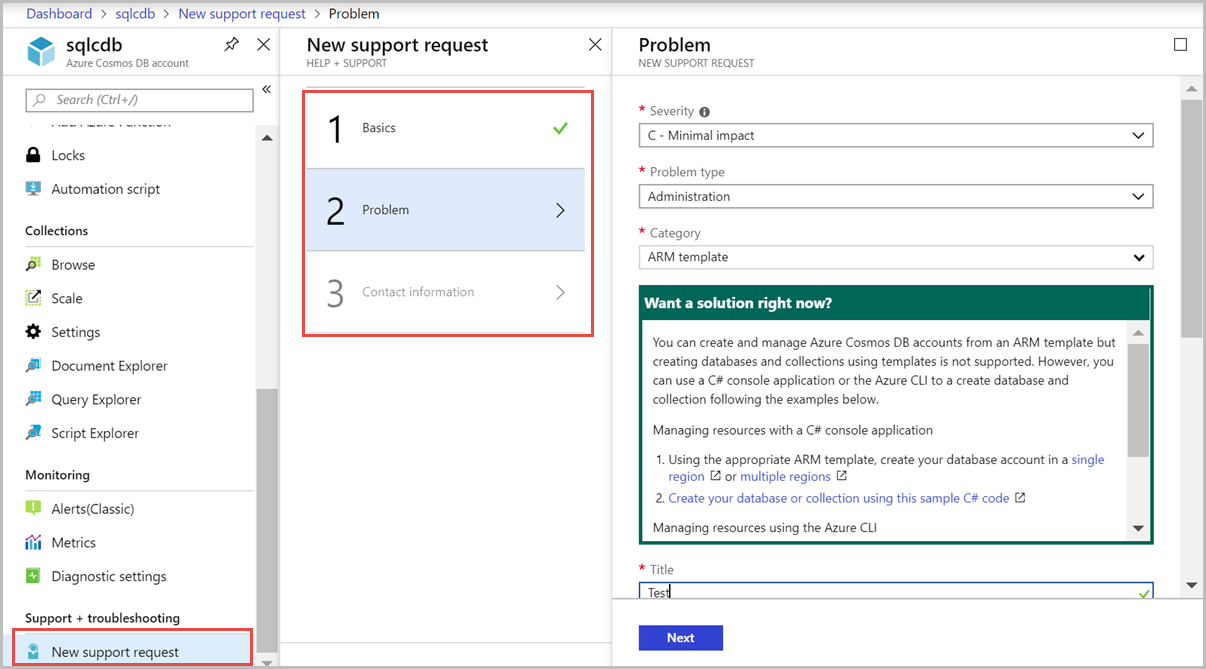 Dashboard > sqlcdb > New support request > Problem
sqlcdb
Azure Cosmos DB account
«
Search (Ctrl+/)
Add Azure Function
Locks
Automation script
Collections
Browse
Scale
Settings
Document Explorer
Query Explorer
Script Explorer
Monitoring
Alerts(Classic)
Metrics
Diagnostic settings
Support + troubleshooting
New support request
New support request
HELP + SUPPORT
1 Basics
2 Problem
3 Contact information
Problem
NEW SUPPORT REQUEST
* Severity
C - Minimal impact
* Problem type
Administration
* Category
ARM template
Want a solution right now?
You can create and manage Azure Cosmos DB accounts from an ARM template but
creating databases and collections using templates is not supported. However, you
can use a C# console application or the Azure CLI to a create database and
collection following the examples below.
Managing resources with a C# console application
1. Using the appropriate ARM template, create your database account in a single
region or multiple regions
2. Create your database or collection using this sample C# code
Managing resources using the Azure CLI
* Title
Test
Next